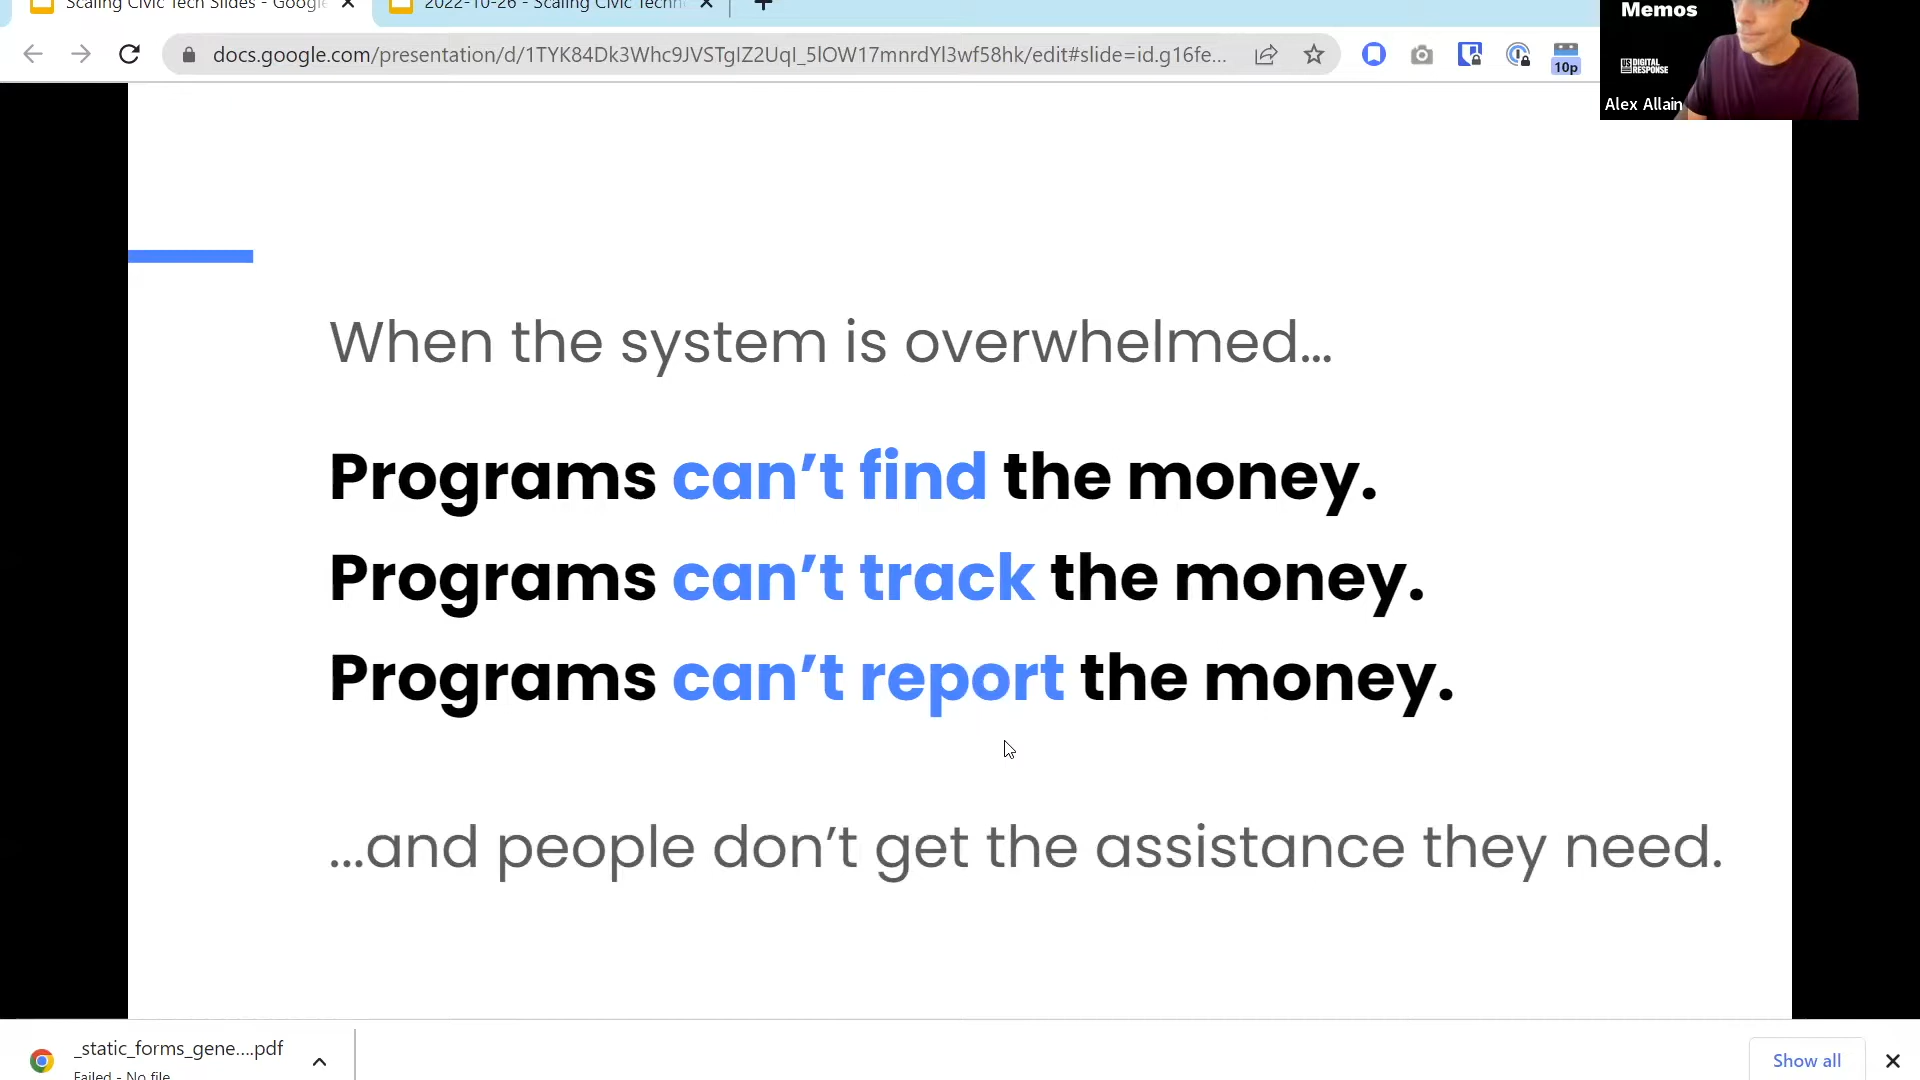 Scaling Civic Tech Slides - Google
2022-10-26 - Scaling Civic Techn
docs.google.com/presentation/d/1TYK84Dk3Whc9JVSTgIZ2UqI_5lOW17mnrdYl3wf58hk/edit#slide=id.g16fe...
10p
Memos
US DIGITAL
RESPONSE
Alex Allain
When the system is overwhelmed...
Programs can’t find the money.
Programs can’t track the money.
Programs can’t report the money.
...and people don’t get the assistance they need.
_static_forms_gene....pdf
Failed - No file
Show all